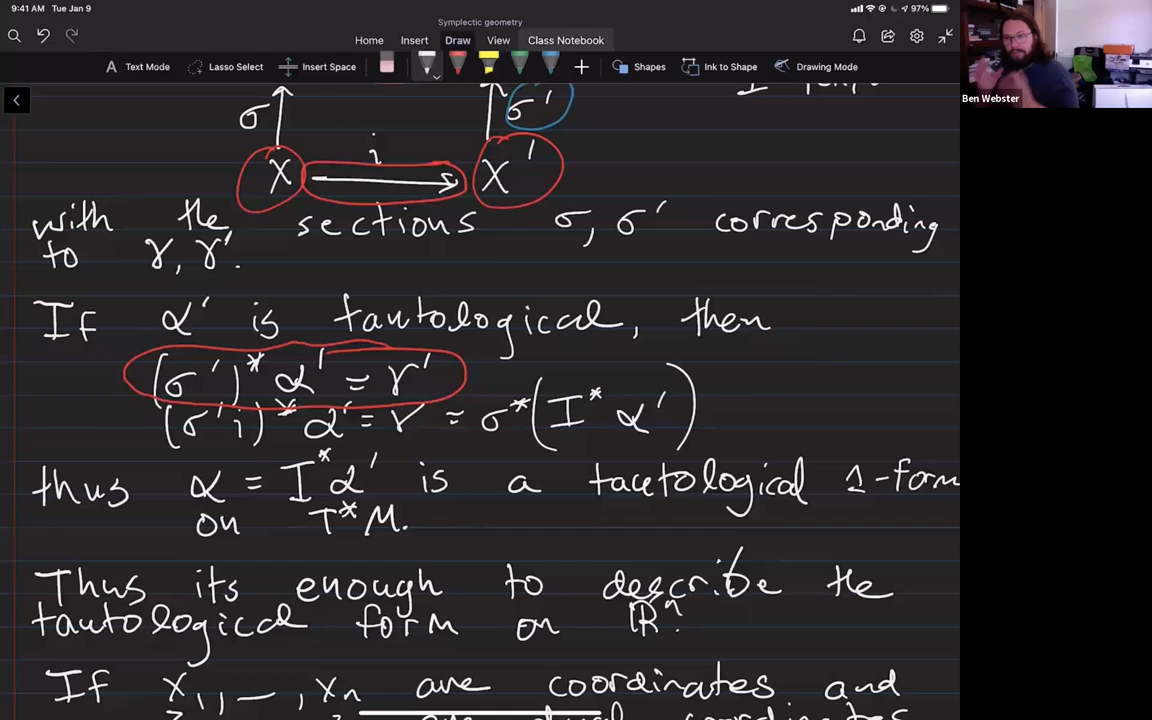 9:41 AM Tue Jan 9
97%
Symplectic geometry
Home Insert Draw View Class Notebook
Text Mode Lasso Select Insert Space Shapes Ink to Shape Drawing Mode
Ben Webster
σ σ'
i
X X'
with the sections σ, σ' corresponding
to γ, γ'.
If α' is tautological, then
(σ')* α' = γ'
(σ'i)* α' = γ = σ*(I* α')
thus α = I* α' is a tautological 1-form
on T*M.
Thus its enough to describe the
tautological form on ℝⁿ.
If x₁, —, xₙ are coordinates and